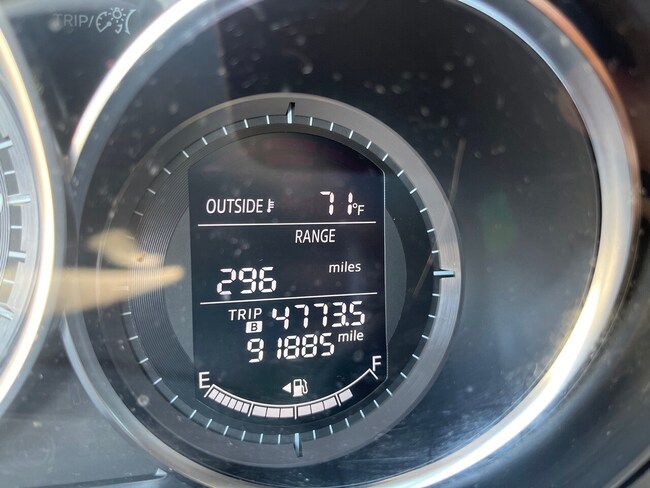 TRIP/
OUTSIDE 71°F
RANGE
296 miles
TRIP B 4773.5
91885 mile
E F